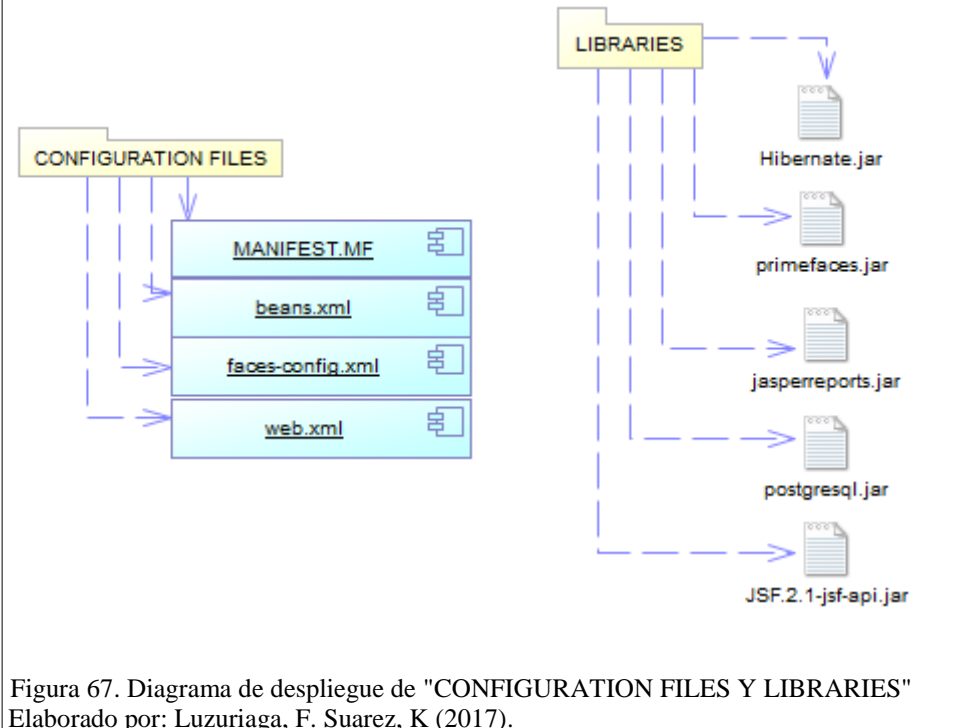 LIBRARIES
Hibernate.jar
CONFIGURATION FILES
MANIFEST.MF
primefaces.jar
beans.xml
faces-config.xml
jasperreports.jar
web.xml
postgresql.jar
JSF.2.1-jsf-api.jar
Figura 67. Diagrama de despliegue de "CONFIGURATION FILES Y LIBRARIES"
Elaborado por: Luzuriaga, F. Suarez, K (2017).